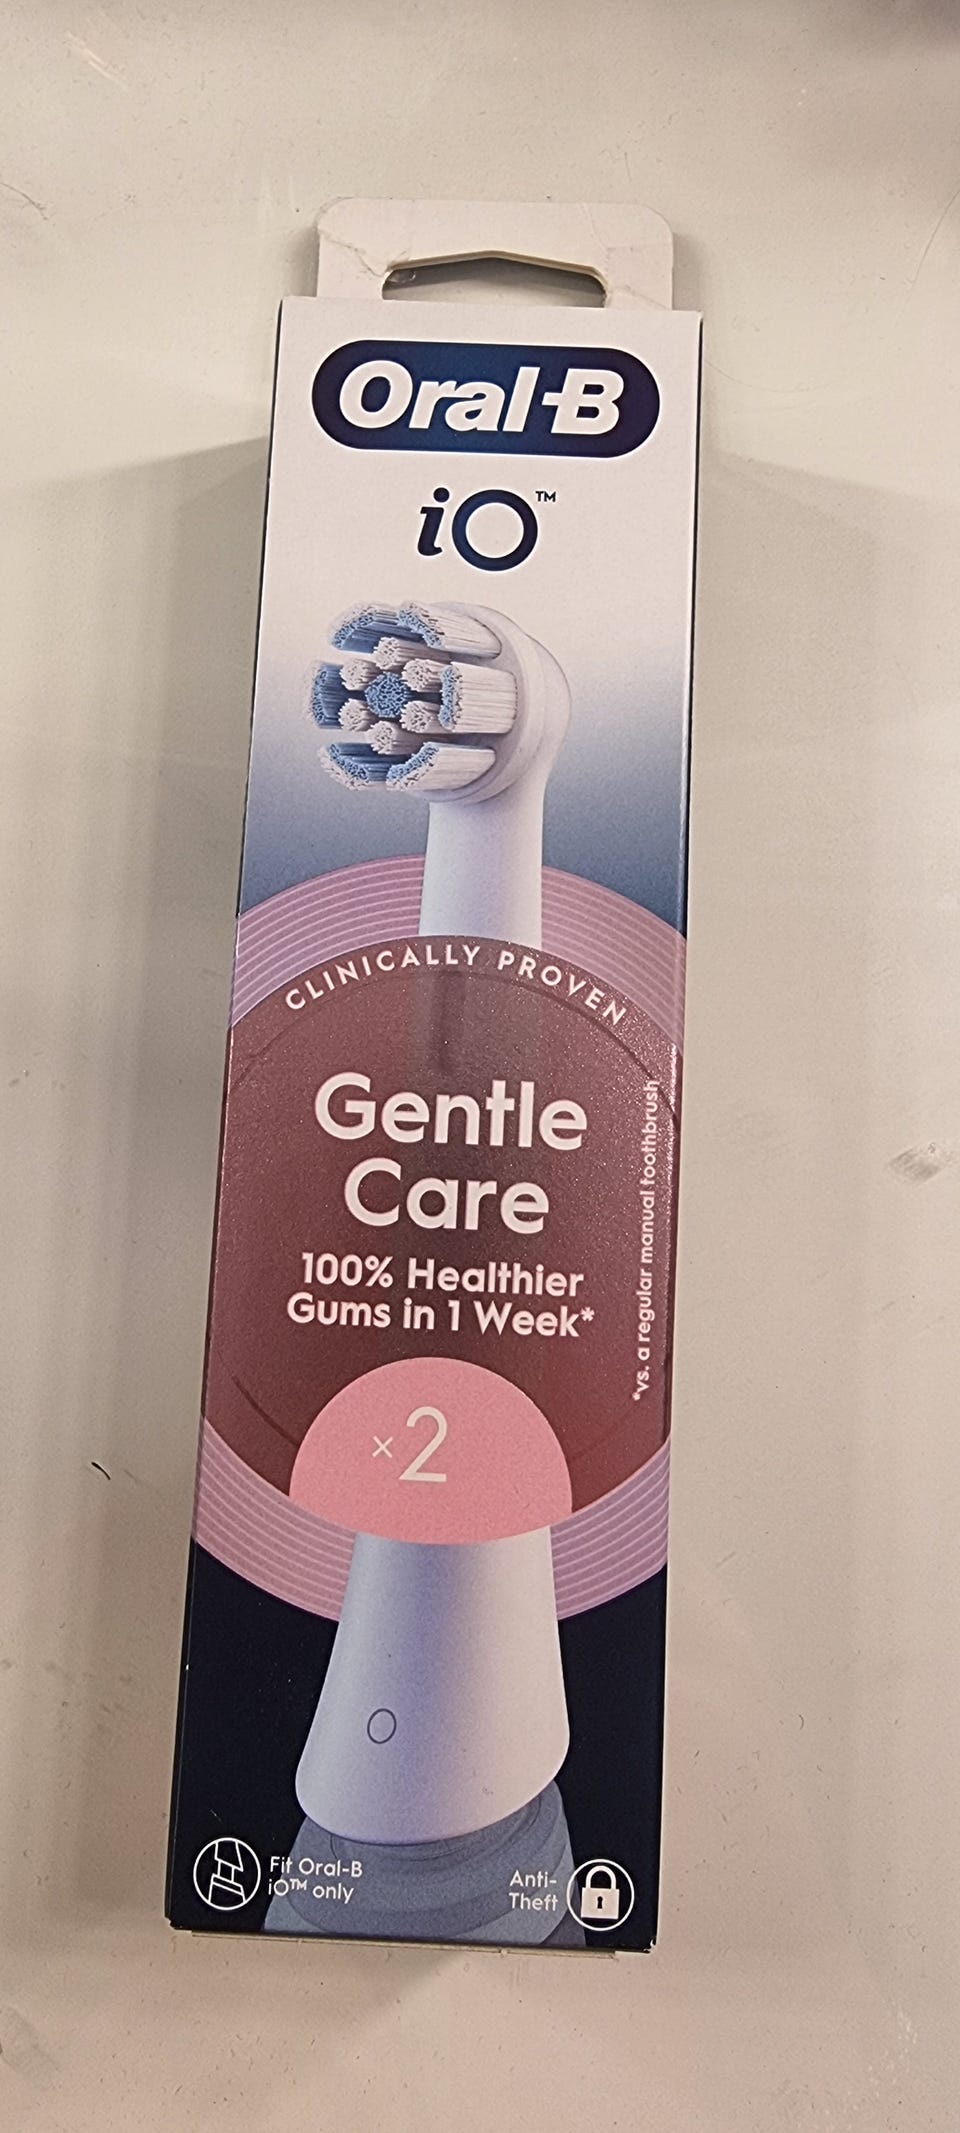 Oral-B
iO™
CLINICALLY PROVEN
Gentle
Care
100% Healthier
Gums in 1 Week*
*vs. a regular manual toothbrush
×2
Fit Oral-B
iO™ only
Anti-
Theft